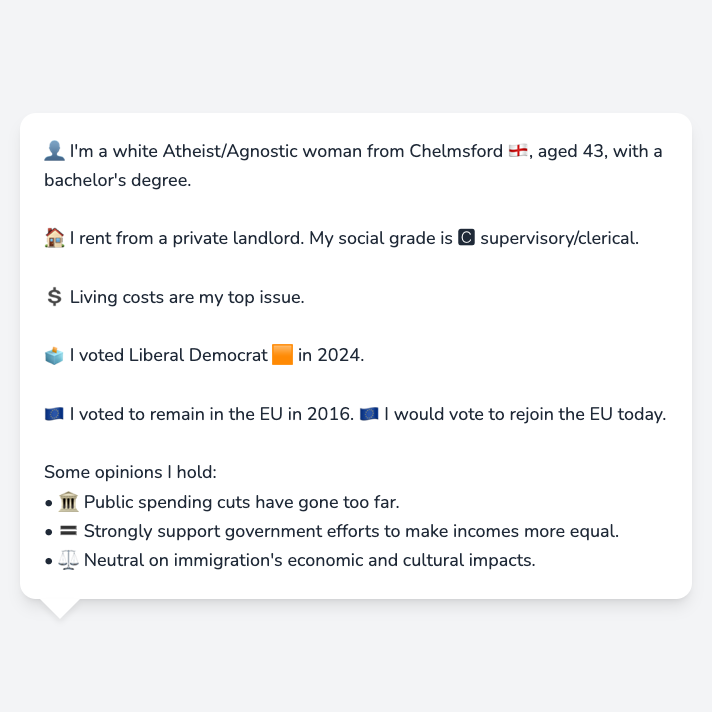 👤 I'm a white Atheist/Agnostic woman from Chelmsford 🏴󠁧󠁢󠁥󠁮󠁧󠁿, aged 43, with a
bachelor's degree.
🏠 I rent from a private landlord. My social grade is 🅲 supervisory/clerical.
💲 Living costs are my top issue.
🗳️ I voted Liberal Democrat 🟧 in 2024.
🇪🇺 I voted to remain in the EU in 2016. 🇪🇺 I would vote to rejoin the EU today.
Some opinions I hold:
• 🏛️ Public spending cuts have gone too far.
• 🟰 Strongly support government efforts to make incomes more equal.
• ⚖️ Neutral on immigration's economic and cultural impacts.